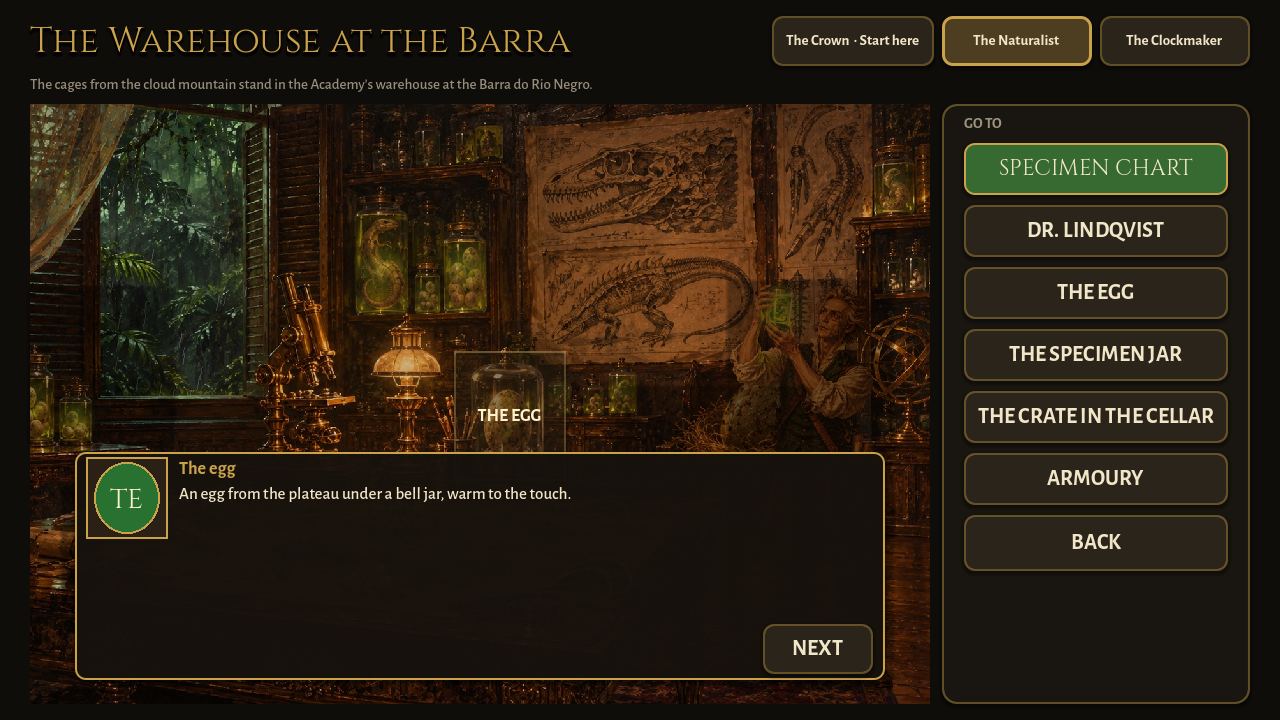 The Warehouse at the Barra
The Crown · Start here
The Naturalist
The Clockmaker
The cages from the cloud mountain stand in the Academy's warehouse at the Barra do Rio Negro.
GO TO
SPECIMEN CHART
DR. LINDQVIST
THE EGG
THE SPECIMEN JAR
THE CRATE IN THE CELLAR
ARMOURY
BACK
THE EGG
TE
The egg
An egg from the plateau under a bell jar, warm to the touch.
NEXT